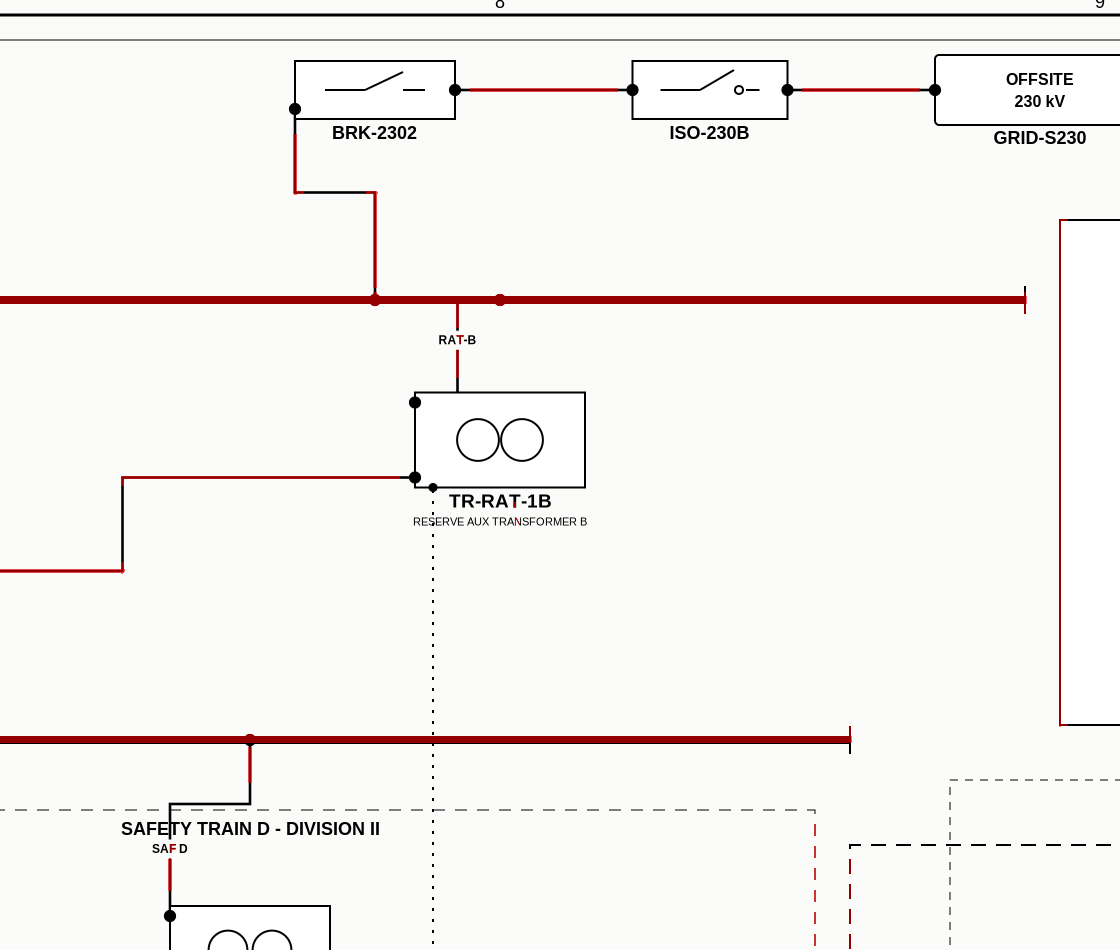 8
9
BRK-2302
ISO-230B
OFFSITE
230 kV
GRID-S230
RAT-B
TR-RAT-1B
RESERVE AUX TRANSFORMER B
SAFETY TRAIN D - DIVISION II
SAF D